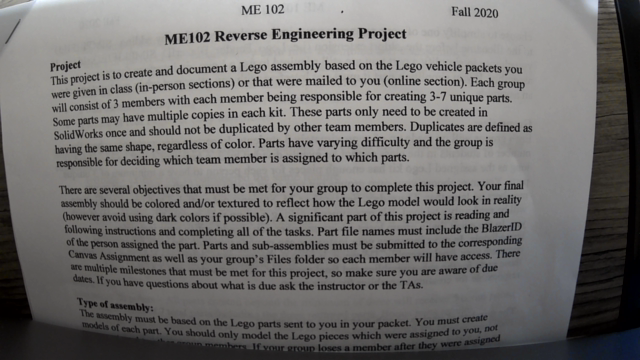 ME 102
Fall 2020
ME102 Reverse Engineering Project
Project
This project is to create and document a Lego assembly based on the Lego vehicle packets you
were given in class (in-person sections) or that were mailed to you (online section). Each group
will consist of 3 members with each member being responsible for creating 3-7 unique parts.
Some parts may have multiple copies in each kit. These parts only need to be created in
SolidWorks once and should not be duplicated by other team members. Duplicates are defined as
having the same shape, regardless of color. Parts have varying difficulty and the group is
responsible for deciding which team member is assigned to which parts.
There are several objectives that must be met for your group to complete this project. Your final
assembly should be colored and/or textured to reflect how the Lego model would look in reality
(however avoid using dark colors if possible). A significant part of this project is reading and
following instructions and completing all of the tasks. Part file names must include the BlazerID
of the person assigned the part. Parts and sub-assemblies must be submitted to the corresponding
Canvas Assignment as well as your group's Files folder so each member will have access. There
are multiple milestones that must be met for this project, so make sure you are aware of due
dates. If you have questions about what is due ask the instructor or the TAs.
Type of assembly:
The assembly must be based on the Lego parts sent to you in your packet. You must create
models of each part. You should only model the Lego pieces which were assigned to you, not
members. If your group loses a member after they were assigned